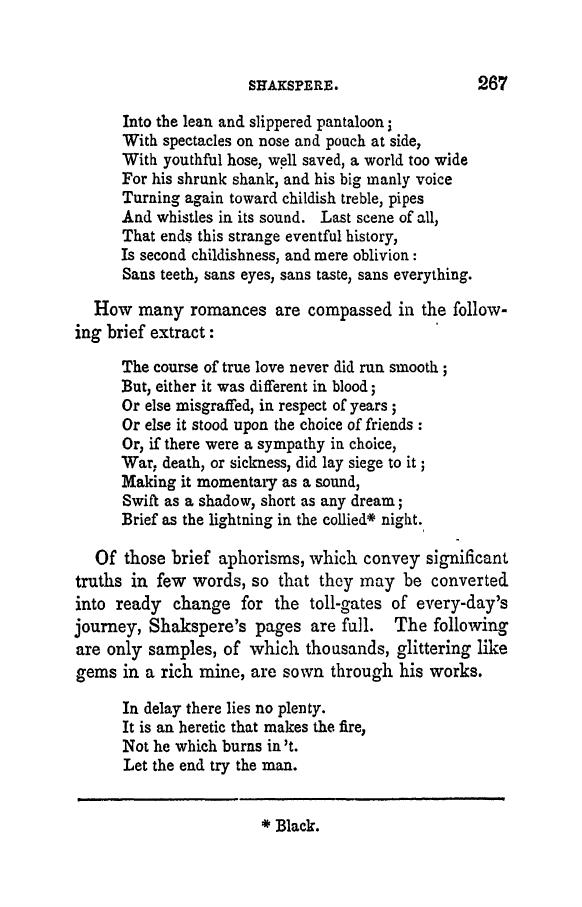 SHAKSPERE. 267
Into the lean and slippered pantaloon;
With spectacles on nose and pouch at side,
With youthful hose, well saved, a world too wide
For his shrunk shank, and his big manly voice
Turning again toward childish treble, pipes
And whistles in its sound. Last scene of all,
That ends this strange eventful history,
Is second childishness, and mere oblivion:
Sans teeth, sans eyes, sans taste, sans everything.
How many romances are compassed in the follow-
ing brief extract:
The course of true love never did run smooth;
But, either it was different in blood;
Or else misgraffed, in respect of years;
Or else it stood upon the choice of friends:
Or, if there were a sympathy in choice,
War, death, or sickness, did lay siege to it;
Making it momentary as a sound,
Swift as a shadow, short as any dream;
Brief as the lightning in the collied* night.
Of those brief aphorisms, which convey significant
truths in few words, so that they may be converted
into ready change for the toll-gates of every-day's
journey, Shakspere's pages are full. The following
are only samples, of which thousands, glittering like
gems in a rich mine, are sown through his works.
In delay there lies no plenty.
It is an heretic that makes the fire,
Not he which burns in 't.
Let the end try the man.
* Black.